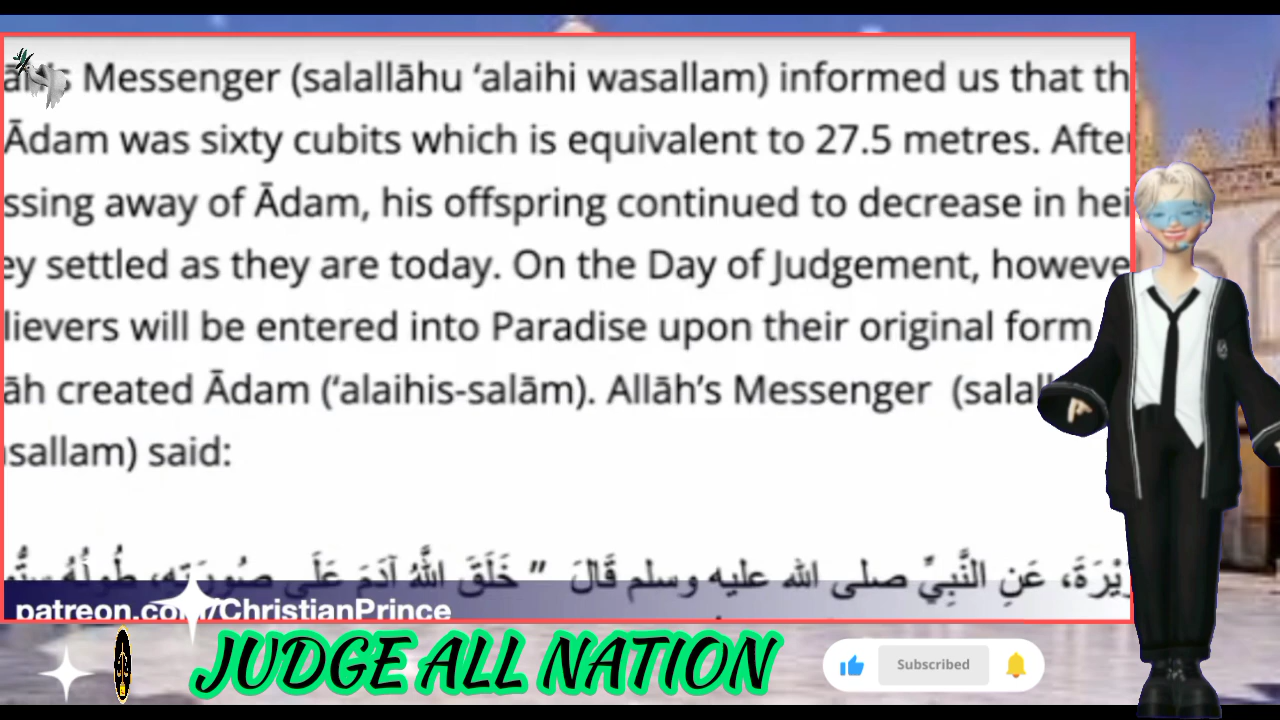 s Messenger (salallāhu ‘alaihi wasallam) informed us that th
Ādam was sixty cubits which is equivalent to 27.5 metres. After
ssing away of Ādam, his offspring continued to decrease in hei
ey settled as they are today. On the Day of Judgement, howeve
lievers will be entered into Paradise upon their original form
āh created Ādam (‘alaihis-salām). Allāh’s Messenger (salall
asallam) said:
يْرَةَ، عَنِ النَّبِيِّ صلى الله عليه وسلم قَالَ ‏"‏ خَلَقَ اللَّهُ آدَمَ عَلَى صُورَتِهِ، طُولُهُ
patreon.com/ChristianPrince
JUDGE ALL NATION
Subscribed